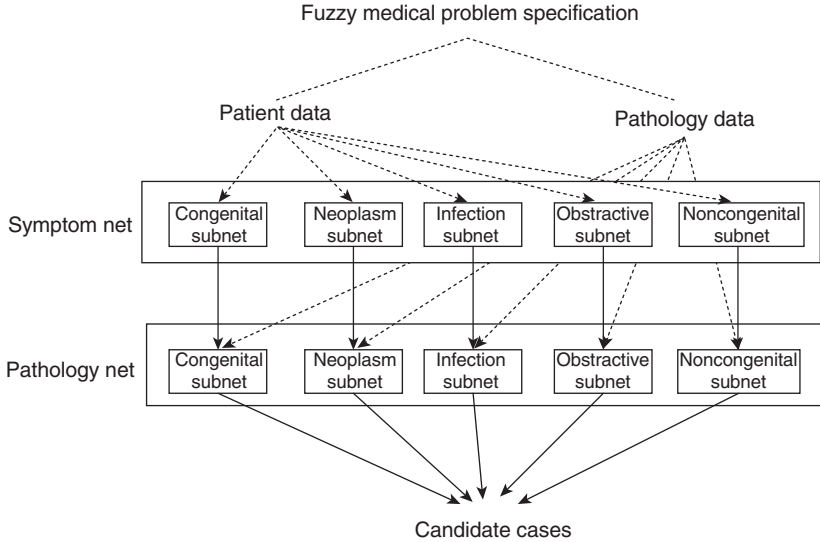 Fuzzy medical problem specification
Patient data
Pathology data
Symptom net
Congenital
subnet
Neoplasm
subnet
Infection
subnet
Obstractive
subnet
Noncongenital
subnet
Pathology net
Congenital
subnet
Neoplasm
subnet
Infection
subnet
Obstractive
subnet
Noncongenital
subnet
Candidate cases